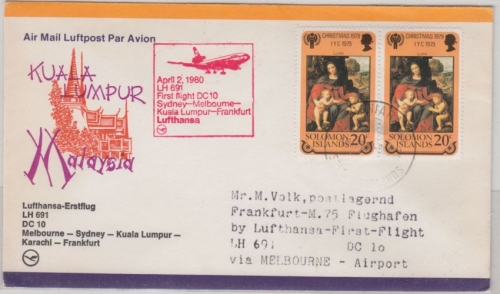 Air Mail Luftpost Par Avion
KUALA
LUMPUR
Malaysia
April 2, 1980
LH 691
First flight DC 10
Sydney-Melbourne-
Kuala Lumpur-Frankfurt
Lufthansa
CHRISTMAS 1979
I Y C 1979
SOLOMON
ISLANDS 20c
CHRISTMAS 1979
I Y C 1979
SOLOMON
ISLANDS 20c
Lufthansa-Erstflug
LH 691
DC 10
Melbourne – Sydney – Kuala Lumpur –
Karachi – Frankfurt
Mr.M.Volk,postlagernd
Frankfurt-M.75 Flughafen
by Lufthansa-First-Flight
LH 691 DC 1o
via MELBOURNE - Airport